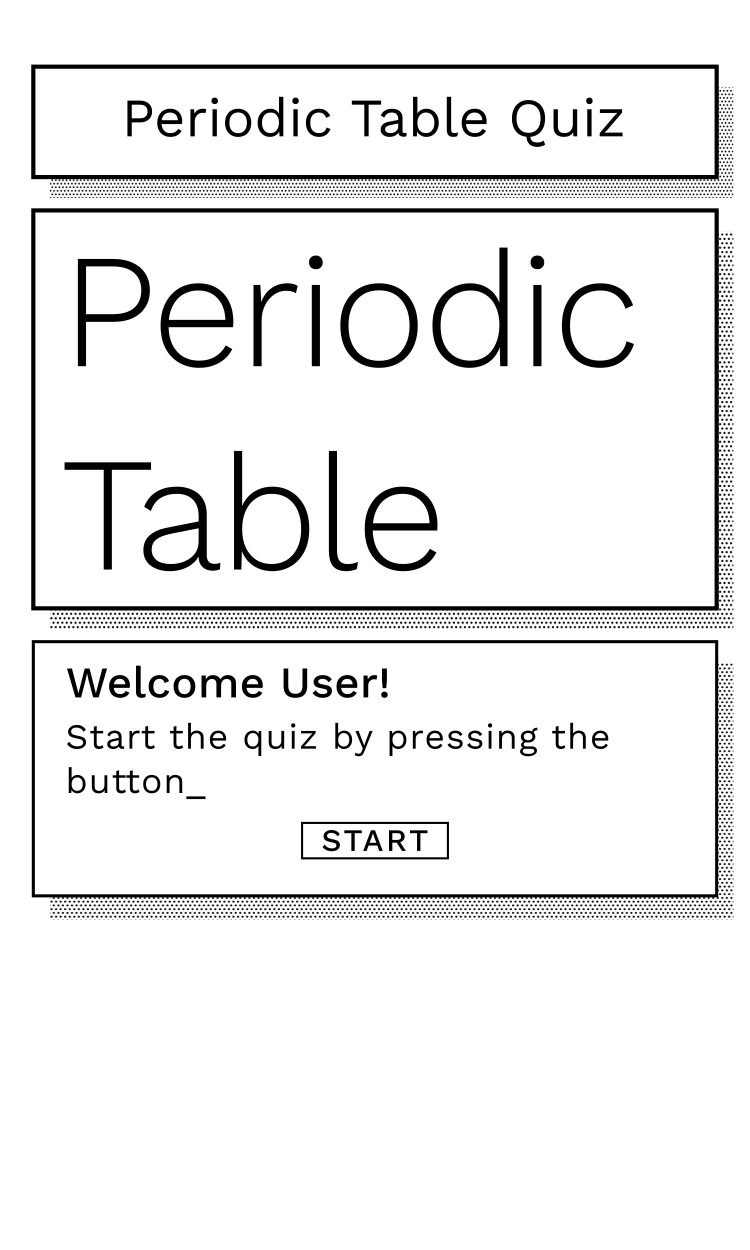 Periodic Table Quiz
Periodic
Table
Welcome User!
Start the quiz by pressing the
button_
START